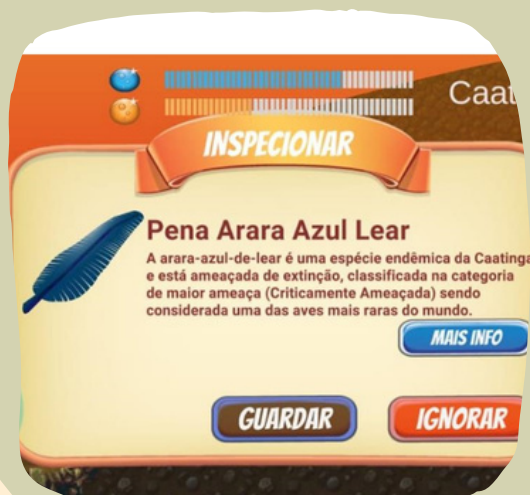 Caat
INSPECIONAR
Pena Arara Azul Lear
A arara-azul-de-lear é uma espécie endêmica da Caatinga
e está ameaçada de extinção, classificada na categoria
de maior ameaça (Criticamente Ameaçada) sendo
considerada uma das aves mais raras do mundo.
MAIS INFO
GUARDAR
IGNORAR